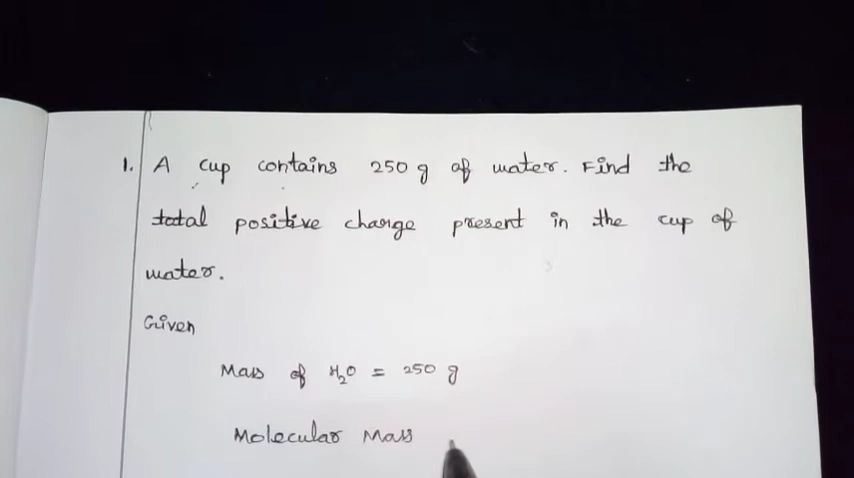 1. A cup contains 250 g of water. Find the
total positive charge present in the cup of
water.
Given
Mass of H₂O = 250 g
Molecular Mass